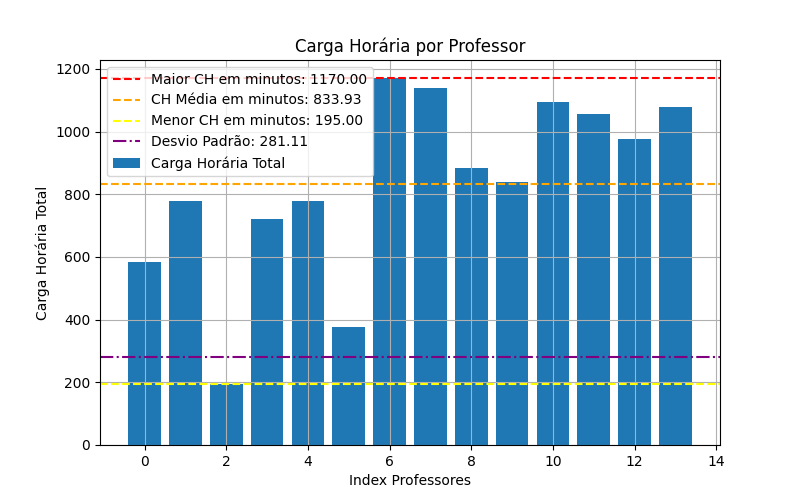 Carga Horária por Professor
Maior CH em minutos: 1170.00
CH Média em minutos: 833.93
Menor CH em minutos: 195.00
Desvio Padrão: 281.11
Carga Horária Total
Carga Horária Total
1200
1000
800
600
400
200
0
0 2 4 6 8 10 12 14
Index Professores